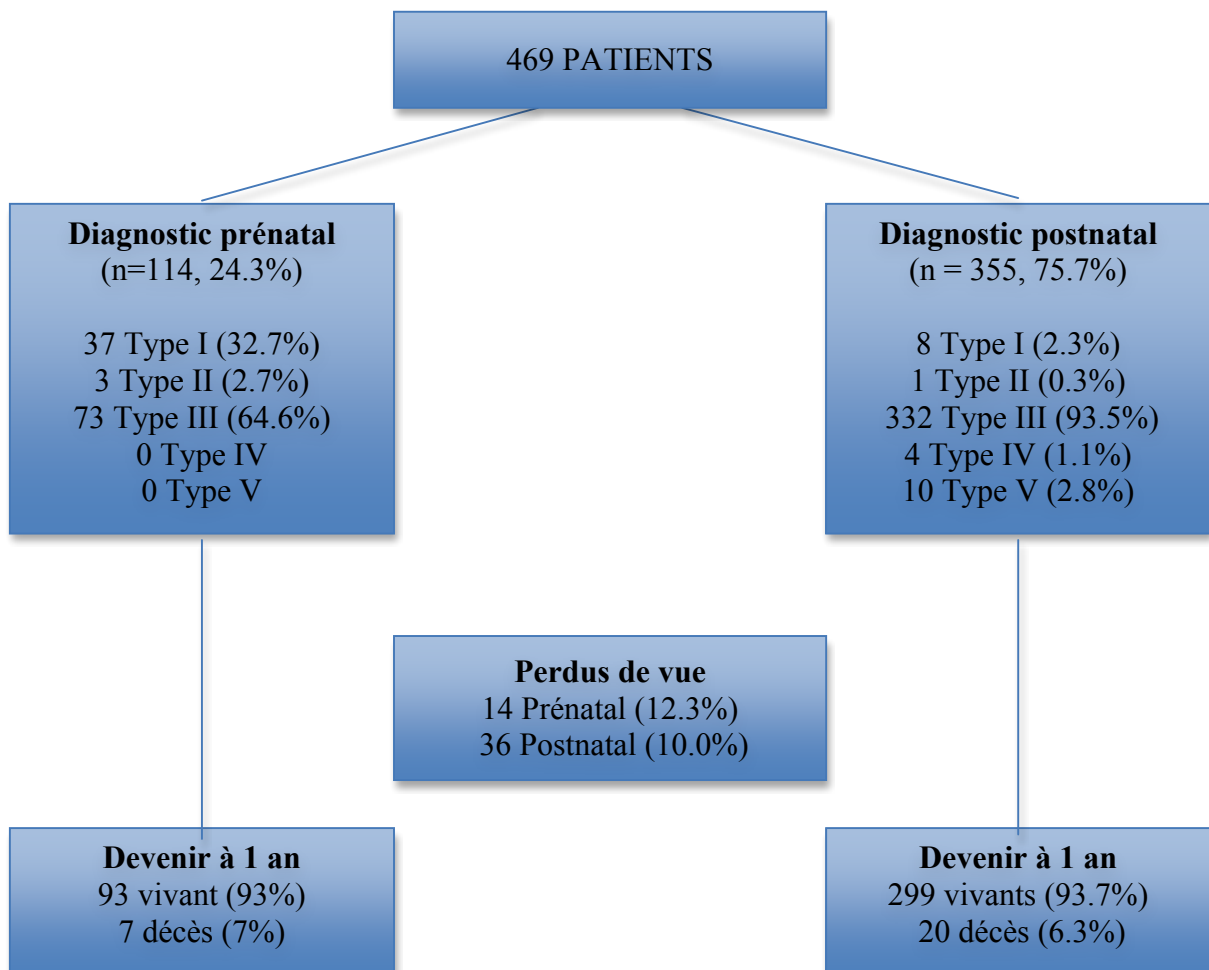 469 PATIENTS
Diagnostic prénatal
(n=114, 24.3%)
37 Type I (32.7%)
3 Type II (2.7%)
73 Type III (64.6%)
0 Type IV
0 Type V
Diagnostic postnatal
(n = 355, 75.7%)
8 Type I (2.3%)
1 Type II (0.3%)
332 Type III (93.5%)
4 Type IV (1.1%)
10 Type V (2.8%)
Perdus de vue
14 Prénatal (12.3%)
36 Postnatal (10.0%)
Devenir à 1 an
93 vivant (93%)
7 décès (7%)
Devenir à 1 an
299 vivants (93.7%)
20 décès (6.3%)